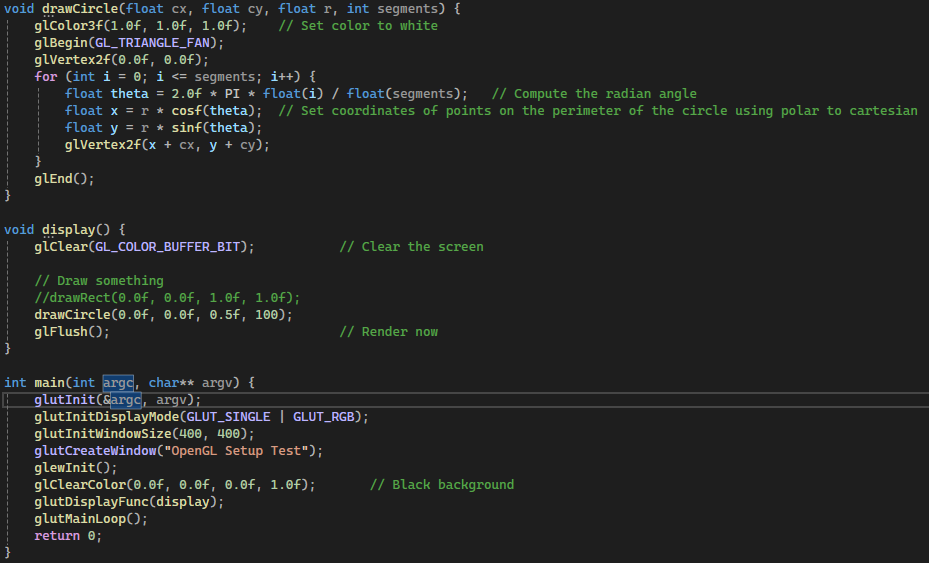 void drawCircle(float cx, float cy, float r, int segments) {
    glColor3f(1.0f, 1.0f, 1.0f);    // Set color to white
    glBegin(GL_TRIANGLE_FAN);
    glVertex2f(0.0f, 0.0f);
    for (int i = 0; i <= segments; i++) {
        float theta = 2.0f * PI * float(i) / float(segments);   // Compute the radian angle
        float x = r * cosf(theta);  // Set coordinates of points on the perimeter of the circle using polar to cartesian
        float y = r * sinf(theta);
        glVertex2f(x + cx, y + cy);
    }
    glEnd();
}

void display() {
    glClear(GL_COLOR_BUFFER_BIT);           // Clear the screen

    // Draw something
    //drawRect(0.0f, 0.0f, 1.0f, 1.0f);
    drawCircle(0.0f, 0.0f, 0.5f, 100);
    glFlush();                              // Render now
}

int main(int argc, char** argv) {
    glutInit(&argc, argv);
    glutInitDisplayMode(GLUT_SINGLE | GLUT_RGB);
    glutInitWindowSize(400, 400);
    glutCreateWindow("OpenGL Setup Test");
    glewInit();
    glClearColor(0.0f, 0.0f, 0.0f, 1.0f);       // Black background
    glutDisplayFunc(display);
    glutMainLoop();
    return 0;
}